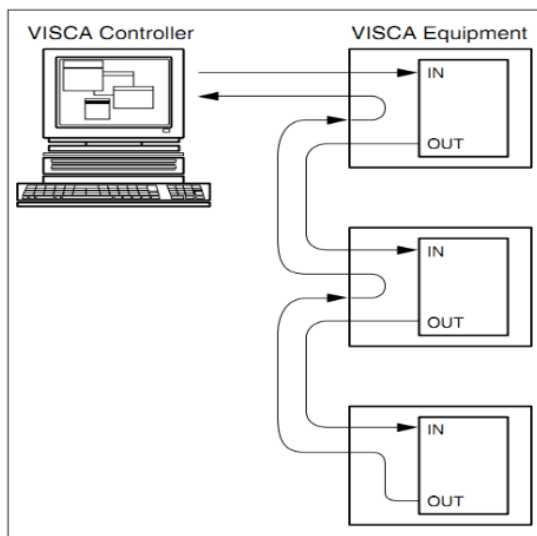 VISCA Controller
VISCA Equipment
IN
OUT
IN
OUT
IN
OUT